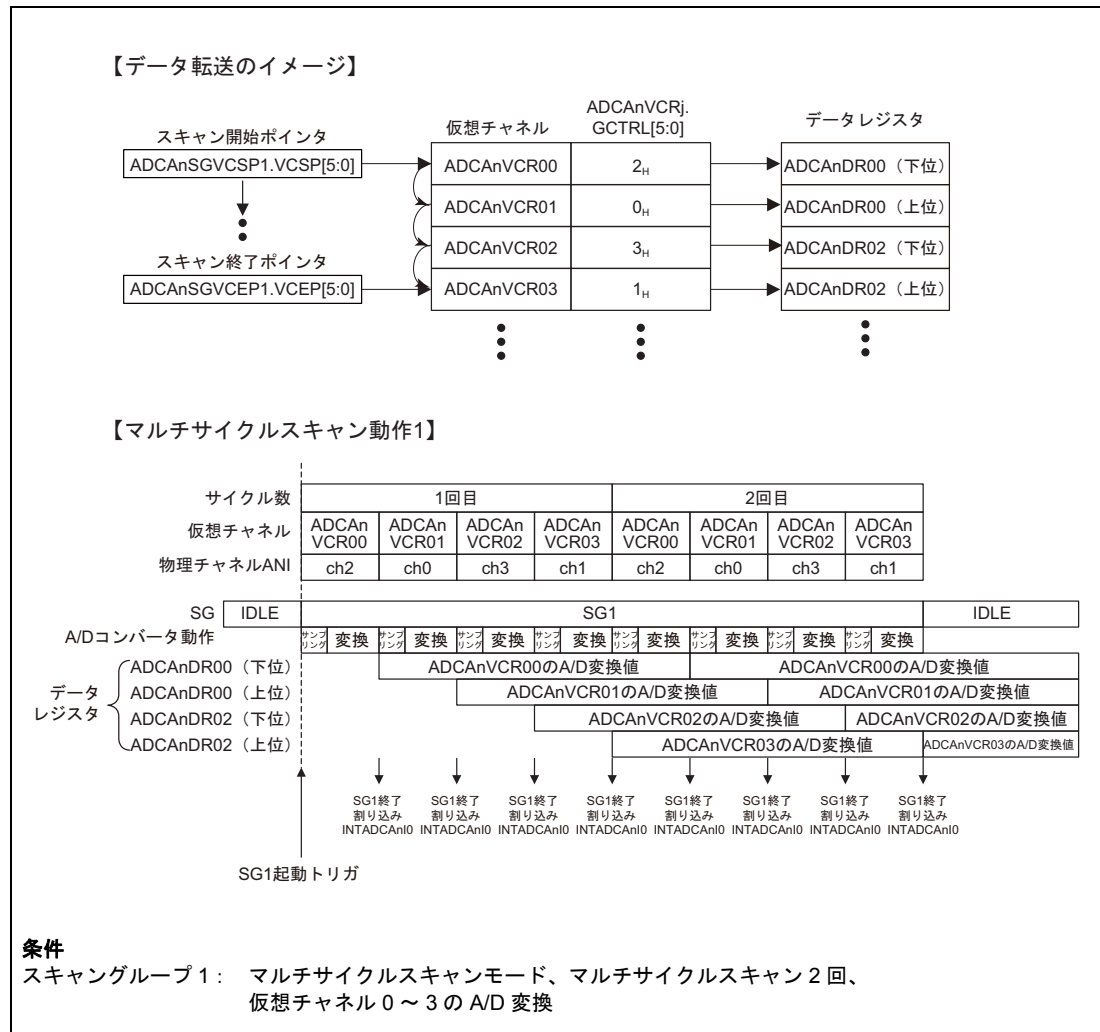 【データ転送のイメージ】
スキャン開始ポインタ
ADCAnSGVCSP1.VCSP[5:0]
スキャン終了ポインタ
ADCAnSGVCEP1.VCEP[5:0]
仮想チャネル
ADCAnVCRj.
GCTRL[5:0]
データレジスタ
ADCAnVCR00 2H ADCAnDR00（下位）
ADCAnVCR01 0H ADCAnDR00（上位）
ADCAnVCR02 3H ADCAnDR02（下位）
ADCAnVCR03 1H ADCAnDR02（上位）
【マルチサイクルスキャン動作1】
サイクル数 1回目 2回目
仮想チャネル ADCAn VCR00 ADCAn VCR01 ADCAn VCR02 ADCAn VCR03 ADCAn VCR00 ADCAn VCR01 ADCAn VCR02 ADCAn VCR03
物理チャネルANI ch2 ch0 ch3 ch1 ch2 ch0 ch3 ch1
SG IDLE SG1 IDLE
A/Dコンバータ動作 サンプリング 変換 サンプリング 変換 サンプリング 変換 サンプリング 変換 サンプリング 変換 サンプリング 変換 サンプリング 変換 サンプリング 変換
データ
レジスタ
ADCAnDR00（下位） ADCAnVCR00のA/D変換値 ADCAnVCR00のA/D変換値
ADCAnDR00（上位） ADCAnVCR01のA/D変換値 ADCAnVCR01のA/D変換値
ADCAnDR02（下位） ADCAnVCR02のA/D変換値 ADCAnVCR02のA/D変換値
ADCAnDR02（上位） ADCAnVCR03のA/D変換値 ADCAnVCR03のA/D変換値
SG1終了 SG1終了 SG1終了 SG1終了 SG1終了 SG1終了 SG1終了 SG1終了
割り込み 割り込み 割り込み 割り込み 割り込み 割り込み 割り込み 割り込み
INTADCAnI0 INTADCAnI0 INTADCAnI0 INTADCAnI0 INTADCAnI0 INTADCAnI0 INTADCAnI0 INTADCAnI0
SG1起動トリガ
条件
スキャングループ 1： マルチサイクルスキャンモード、マルチサイクルスキャン 2 回、
仮想チャネル 0 ～ 3 の A/D 変換